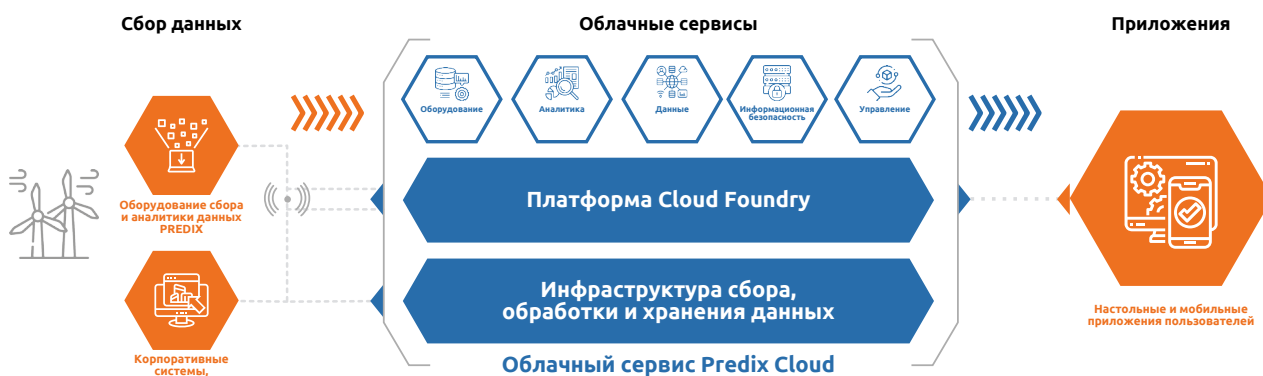 Сбор данных
Облачные сервисы
Приложения
Оборудование
Аналитика
Данные
Информационная
безопасность
Управление
Оборудование сбора
и аналитики данных
PREDIX
Платформа Cloud Foundry
Инфраструктура сбора,
обработки и хранения данных
Настольные и мобильные
приложения пользователей
Корпоративные
системы,
Облачный сервис Predix Cloud